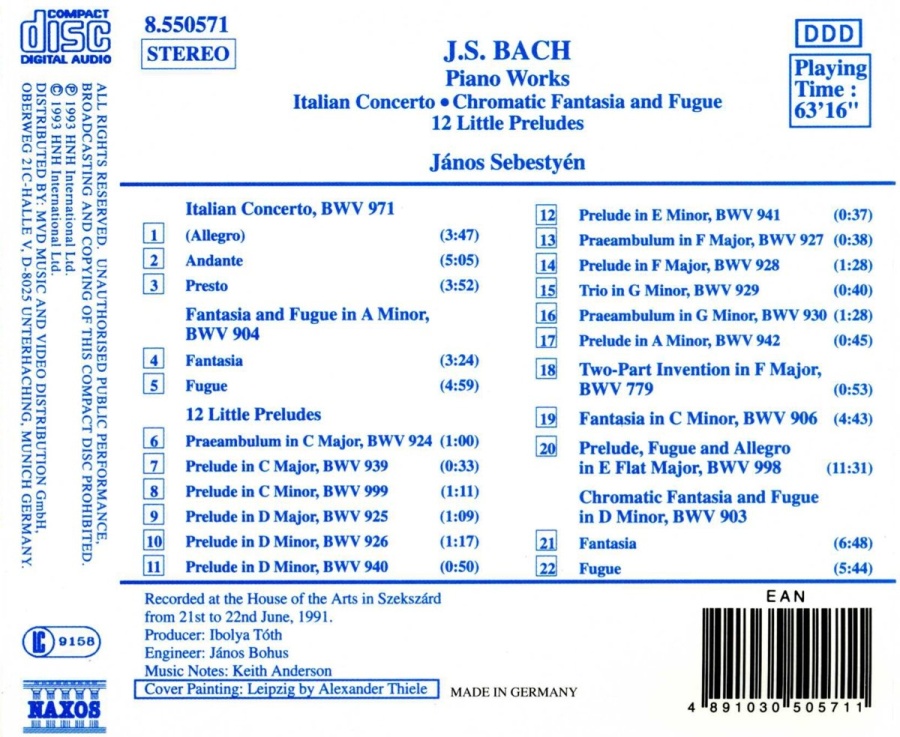 COMPACT
disc
DIGITAL AUDIO
8.550571
STEREO
J.S. BACH
Piano Works
Italian Concerto • Chromatic Fantasia and Fugue
12 Little Preludes
János Sebestyén
DDD
Playing
Time :
63'16"
ALL RIGHTS RESERVED. UNAUTHORISED PUBLIC PERFORMANCE,
BROADCASTING AND COPYING OF THIS COMPACT DISC PROHIBITED.
℗ 1993 HNH International Ltd.
© 1993 HNH International Ltd.
DISTRIBUTED BY: MVD MUSIC AND VIDEO DISTRIBUTION GmbH,
OBERWEG 21C-HALLE V, D-8025 UNTERHACHING, MUNICH GERMANY.
Italian Concerto, BWV 971
1 (Allegro) (3:47)
2 Andante (5:05)
3 Presto (3:52)
Fantasia and Fugue in A Minor,
BWV 904
4 Fantasia (3:24)
5 Fugue (4:59)
12 Little Preludes
6 Praeambulum in C Major, BWV 924 (1:00)
7 Prelude in C Major, BWV 939 (0:33)
8 Prelude in C Minor, BWV 999 (1:11)
9 Prelude in D Major, BWV 925 (1:09)
10 Prelude in D Minor, BWV 926 (1:17)
11 Prelude in D Minor, BWV 940 (0:50)
12 Prelude in E Minor, BWV 941 (0:37)
13 Praeambulum in F Major, BWV 927 (0:38)
14 Prelude in F Major, BWV 928 (1:28)
15 Trio in G Minor, BWV 929 (0:40)
16 Praeambulum in G Minor, BWV 930 (1:28)
17 Prelude in A Minor, BWV 942 (0:45)
18 Two-Part Invention in F Major,
BWV 779 (0:53)
19 Fantasia in C Minor, BWV 906 (4:43)
20 Prelude, Fugue and Allegro
in E Flat Major, BWV 998 (11:31)
Chromatic Fantasia and Fugue
in D Minor, BWV 903
21 Fantasia (6:48)
22 Fugue (5:44)
Recorded at the House of the Arts in Szekszárd
from 21st to 22nd June, 1991.
Producer: Ibolya Tóth
Engineer: János Bohus
Music Notes: Keith Anderson
Cover Painting: Leipzig by Alexander Thiele
MADE IN GERMANY
LC 9158
NAXOS
EAN
4 891030 505711